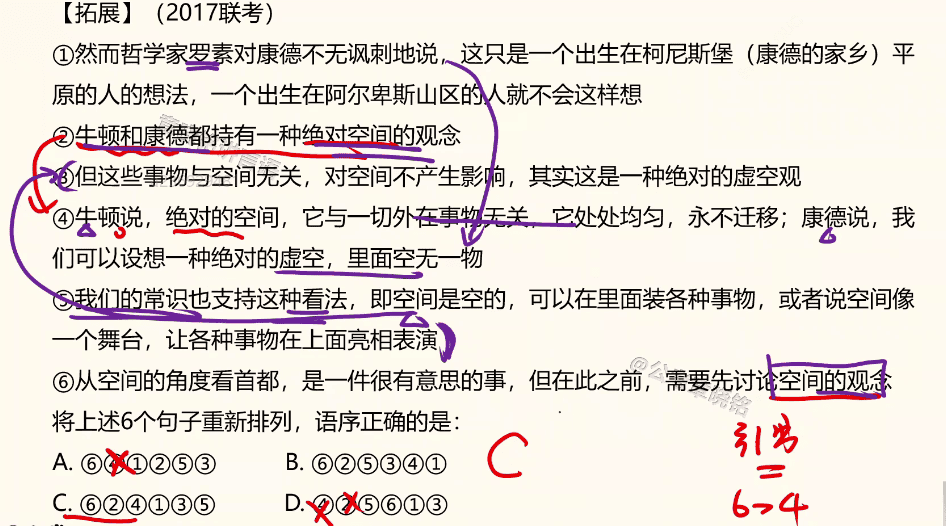 【拓展】（2017联考）
①然而哲学家罗素对康德不无讽刺地说，这只是一个出生在柯尼斯堡（康德的家乡）平
原的人的想法，一个出生在阿尔卑斯山区的人就不会这样想
②牛顿和康德都持有一种绝对空间的观念
③但这些事物与空间无关，对空间不产生影响，其实这是一种绝对的虚空观
④牛顿说，绝对的空间，它与一切外在事物无关，它处处均匀，永不迁移；康德说，我
们可以设想一种绝对的虚空，里面空无一物
⑤我们的常识也支持这种看法，即空间是空的，可以在里面装各种事物，或者说空间像
一个舞台，让各种事物在上面亮相表演
⑥从空间的角度看首都，是一件很有意思的事，但在此之前，需要先讨论空间的观念
将上述6个句子重新排列，语序正确的是：
C
引出
A. ⑥④①②⑤③ B. ⑥②⑤③④①
C. ⑥②④①③⑤ D. ④②⑤⑥①③
6>4